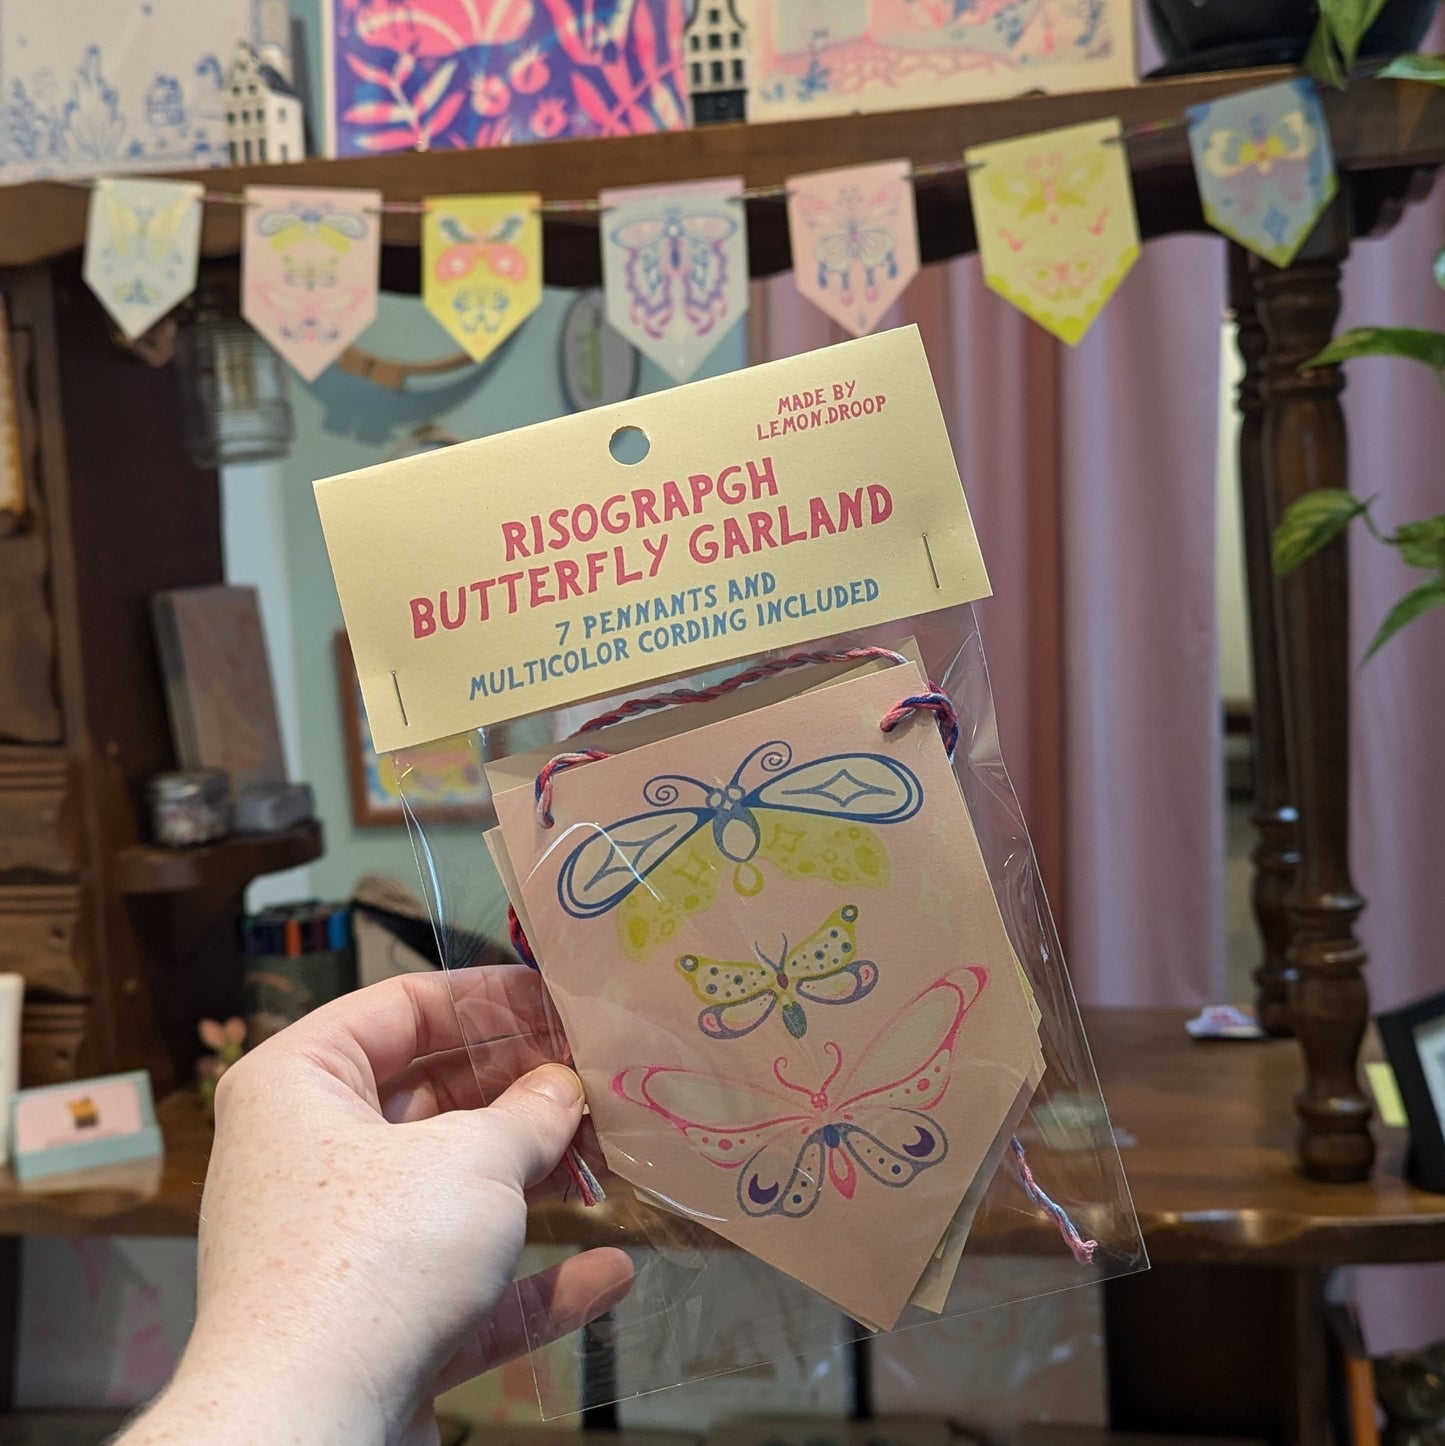 MADE BY
LEMON.DROOP
RISOGRAPGH
BUTTERFLY GARLAND
7 PENNANTS AND
MULTICOLOR CORDING INCLUDED